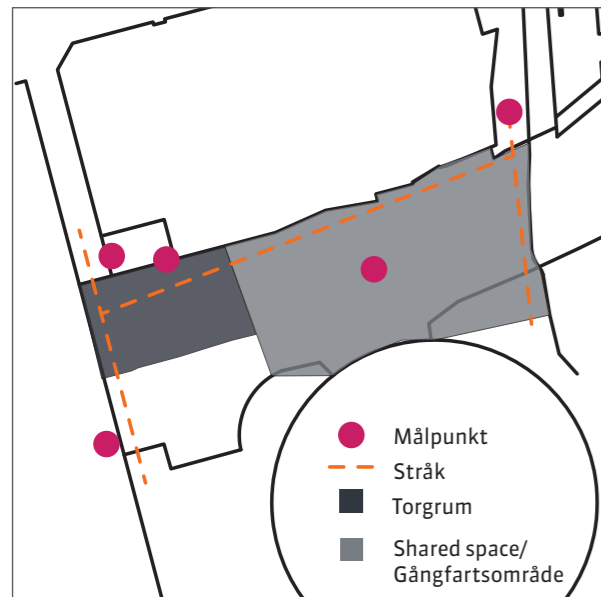 Målpunkt
Stråk
Torgrum
Shared space/
Gångfartsområde